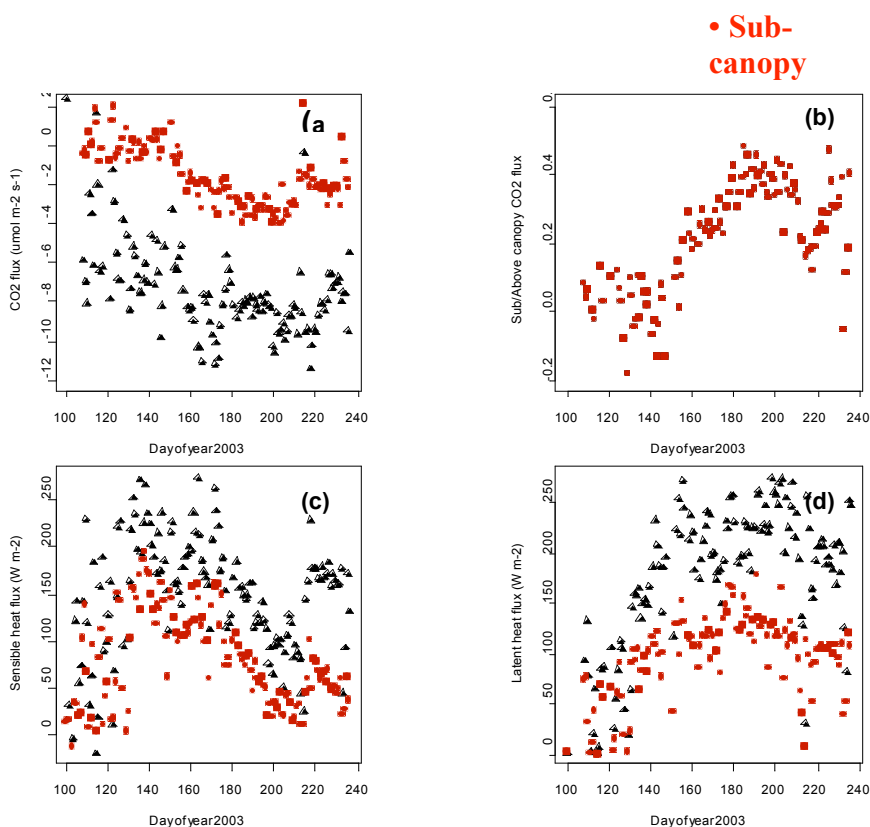 • Sub-
canopy
(a
CO2 flux (umol m-2 s-1)
0
-2
-4
-6
-8
-10
-12
100 120 140 160 180 200 220 240
Dayofyear2003
(b)
Sub/Above canopy CO2 flux
0.
0.4
0.2
0.0
-0.2
100 120 140 160 180 200 220 240
Dayofyear2003
(c)
Sensible heat flux (W m-2)
250
200
150
100
50
0
100 120 140 160 180 200 220 240
Dayofyear2003
(d)
Latent heat flux (W m-2)
250
200
150
100
50
0
100 120 140 160 180 200 220 240
Dayofyear2003